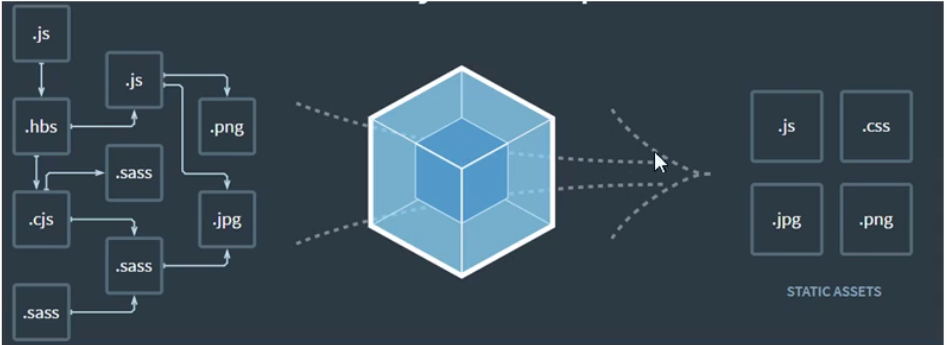 .js
.js
.hbs
.png
.sass
.cjs
.jpg
.sass
.sass
.js
.css
.jpg
.png
STATIC ASSETS